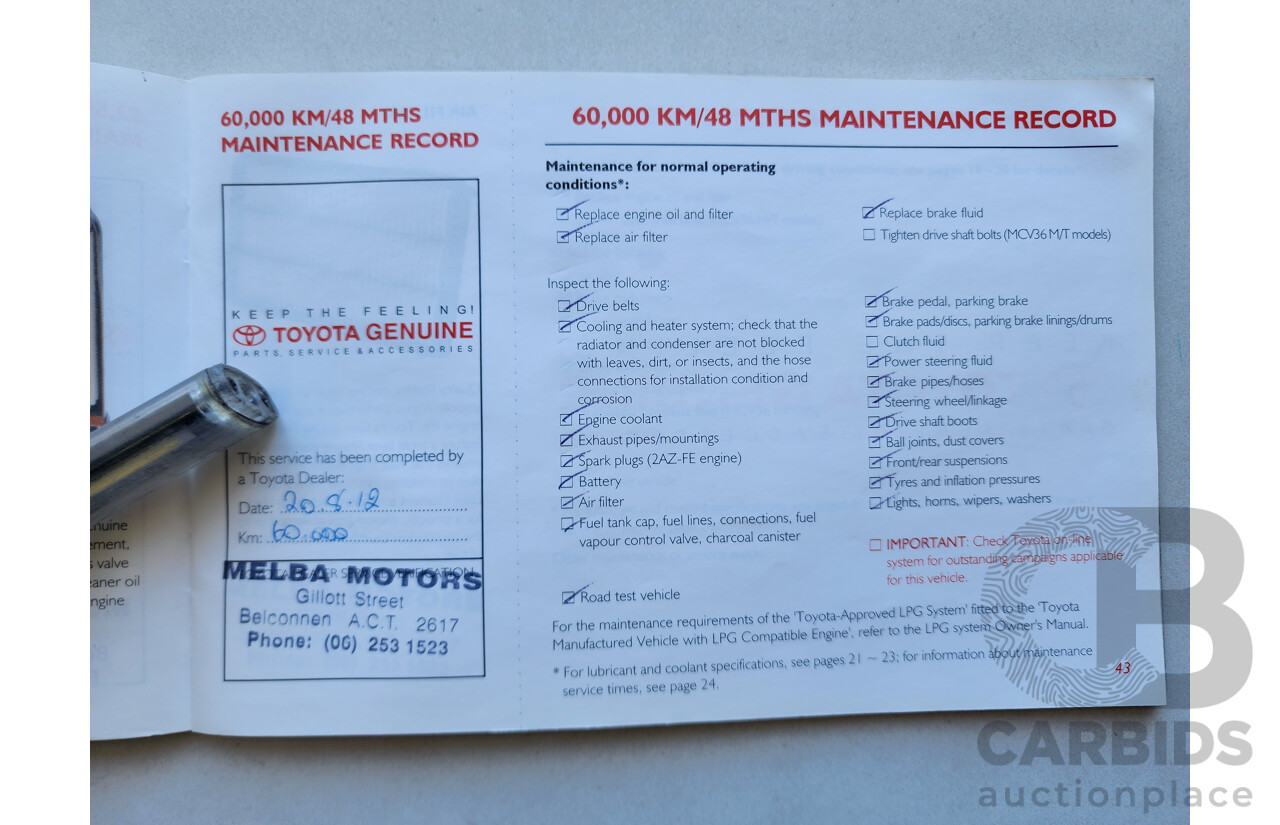 60,000 KM/48 MTHS
MAINTENANCE RECORD
KEEP THE FEELING!
TOYOTA GENUINE
PARTS, SERVICE & ACCESSORIES
This service has been completed by
a Toyota Dealer:
Date: 20.8.12
Km: 60.000
MELBA MOTORS
Gillott Street
Belconnen A.C.T. 2617
Phone: (06) 253 1523
ement,
valve
aner oil
ngine
60,000 KM/48 MTHS MAINTENANCE RECORD
Maintenance for normal operating
conditions*:
Replace engine oil and filter
Replace air filter
Inspect the following:
Drive belts
Cooling and heater system; check that the
radiator and condenser are not blocked
with leaves, dirt, or insects, and the hose
connections for installation condition and
corrosion
Engine coolant
Exhaust pipes/mountings
Spark plugs (2AZ-FE engine)
Battery
Air filter
Fuel tank cap, fuel lines, connections, fuel
vapour control valve, charcoal canister
Road test vehicle
Replace brake fluid
Tighten drive shaft bolts (MCV36 M/T models)
Brake pedal, parking brake
Brake pads/discs, parking brake linings/drums
Clutch fluid
Power steering fluid
Brake pipes/hoses
Steering wheel/linkage
Drive shaft boots
Ball joints, dust covers
Front/rear suspensions
Tyres and inflation pressures
Lights, horns, wipers, washers
IMPORTANT: Check Toyota on-line
system for outstanding campaigns applicable
for this vehicle.
For the maintenance requirements of the 'Toyota-Approved LPG System' fitted to the 'Toyota
Manufactured Vehicle with LPG Compatible Engine', refer to the LPG system Owner's Manual.
* For lubricant and coolant specifications, see pages 21 ~ 23; for information about maintenance
service times, see page 24.
43
CB
CARBIDS
auctionplace